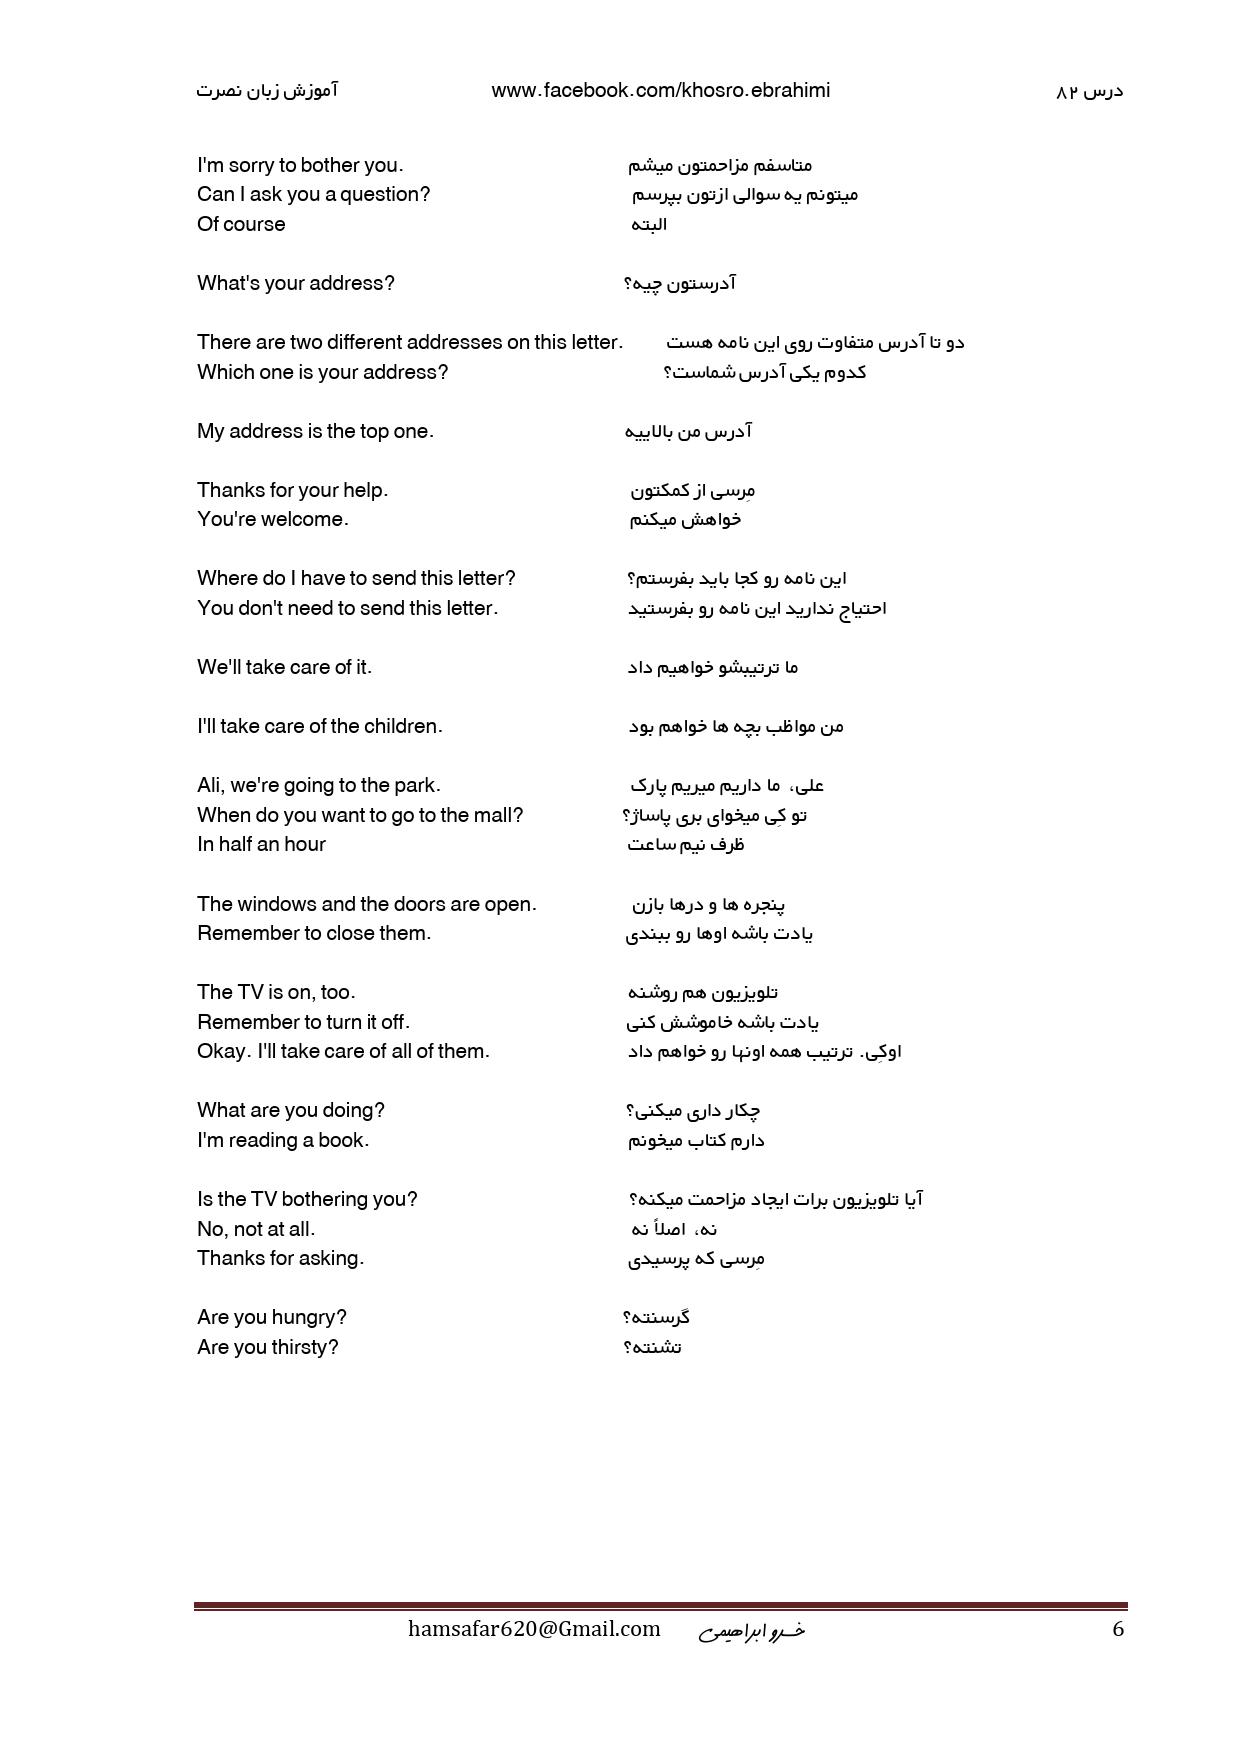 آموزش زبان نصرت www.facebook.com/khosro.ebrahimi درس ۸۲
I'm sorry to bother you. متاسفم مزاحمتون میشم
Can I ask you a question? میتونم یه سوالی ازتون بپرسم
Of course البته
What's your address? آدرستون چیه؟
There are two different addresses on this letter. دو تا آدرس متفاوت روی این نامه هست
Which one is your address? کدوم یکی آدرس شماست؟
My address is the top one. آدرس من بالاییه
Thanks for your help. مِرسی از کمکتون
You're welcome. خواهش میکنم
Where do I have to send this letter? این نامه رو کجا باید بفرستم؟
You don't need to send this letter. احتیاج ندارید این نامه رو بفرستید
We'll take care of it. ما ترتیبشو خواهیم داد
I'll take care of the children. من مواظب بچه ها خواهم بود
Ali, we're going to the park. علی، ما داریم میریم پارک
When do you want to go to the mall? تو کِی میخوای بری پاساژ؟
In half an hour ظرف نیم ساعت
The windows and the doors are open. پنجره ها و درها بازن
Remember to close them. یادت باشه اوها رو ببندی
The TV is on, too. تلویزیون هم روشنه
Remember to turn it off. یادت باشه خاموشش کنی
Okay. I'll take care of all of them. اوکِی. ترتیب همه اونها رو خواهم داد
What are you doing? چکار داری میکنی؟
I'm reading a book. دارم کتاب میخونم
Is the TV bothering you? آیا تلویزیون برات ایجاد مزاحمت میکنه؟
No, not at all. نه، اصلاً نه
Thanks for asking. مِرسی که پرسیدی
Are you hungry? گرسنته؟
Are you thirsty? تشنته؟
hamsafar620@Gmail.com خسرو ابراهیمی 6